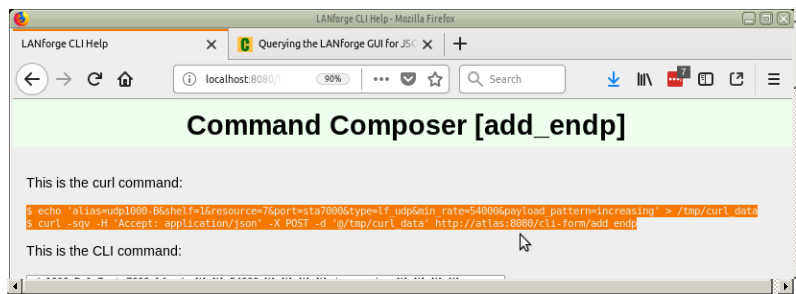 LANforge CLI Help - Mozilla Firefox
LANforge CLI Help
Querying the LANforge GUI for JSC
localhost:8080/
90%
Search
7
Command Composer [add_endp]
This is the curl command:
$ echo 'alias=udp1000-B&shelf=1&resource=7&port=sta7000&type=lf_udp&min_rate=54000&payload_pattern=increasing' > /tmp/curl_data
$ curl -sqv -H 'Accept: application/json' -X POST -d '@/tmp/curl_data' http://atlas:8080/cli-form/add_endp
This is the CLI command: